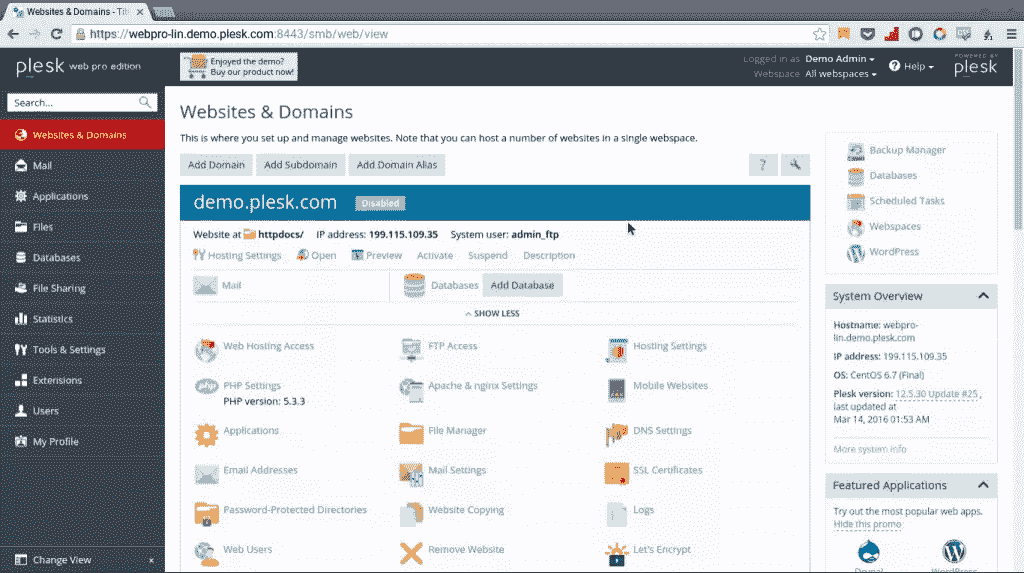 Websites & Domains - Tit
https://webpro-lin.demo.plesk.com:8443/smb/web/view
plesk web pro edition
Enjoyed the demo?
Buy our product now!
Logged in as Demo Admin
Webspace All webspaces
Help
POWERED BY
plesk
Search...
Websites & Domains
Mail
Applications
Files
Databases
File Sharing
Statistics
Tools & Settings
Extensions
Users
My Profile
Change View
Websites & Domains
This is where you set up and manage websites. Note that you can host a number of websites in a single webspace.
Add Domain Add Subdomain Add Domain Alias ?
demo.plesk.com Disabled
Website at httpdocs/ IP address: 199.115.109.35 System user: admin_ftp
Hosting Settings Open Preview Activate Suspend Description
Mail Databases Add Database
SHOW LESS
Web Hosting Access FTP Access Hosting Settings
php PHP Settings Apache & nginx Settings Mobile Websites
PHP version: 5.3.3
Applications File Manager DNS Settings
Email Addresses Mail Settings SSL Certificates
Password-Protected Directories Website Copying Logs
Web Users Remove Website Let's Encrypt
Backup Manager
Databases
Scheduled Tasks
Webspaces
WordPress
System Overview
Hostname: webpro-
lin.demo.plesk.com
IP address: 199.115.109.35
OS: CentOS 6.7 (Final)
Plesk version: 12.5.30 Update #25,
last updated at
Mar 14, 2016 01:53 AM
More system info
Featured Applications
Try out the most popular web apps.
Hide this promo
Drupal WordPress